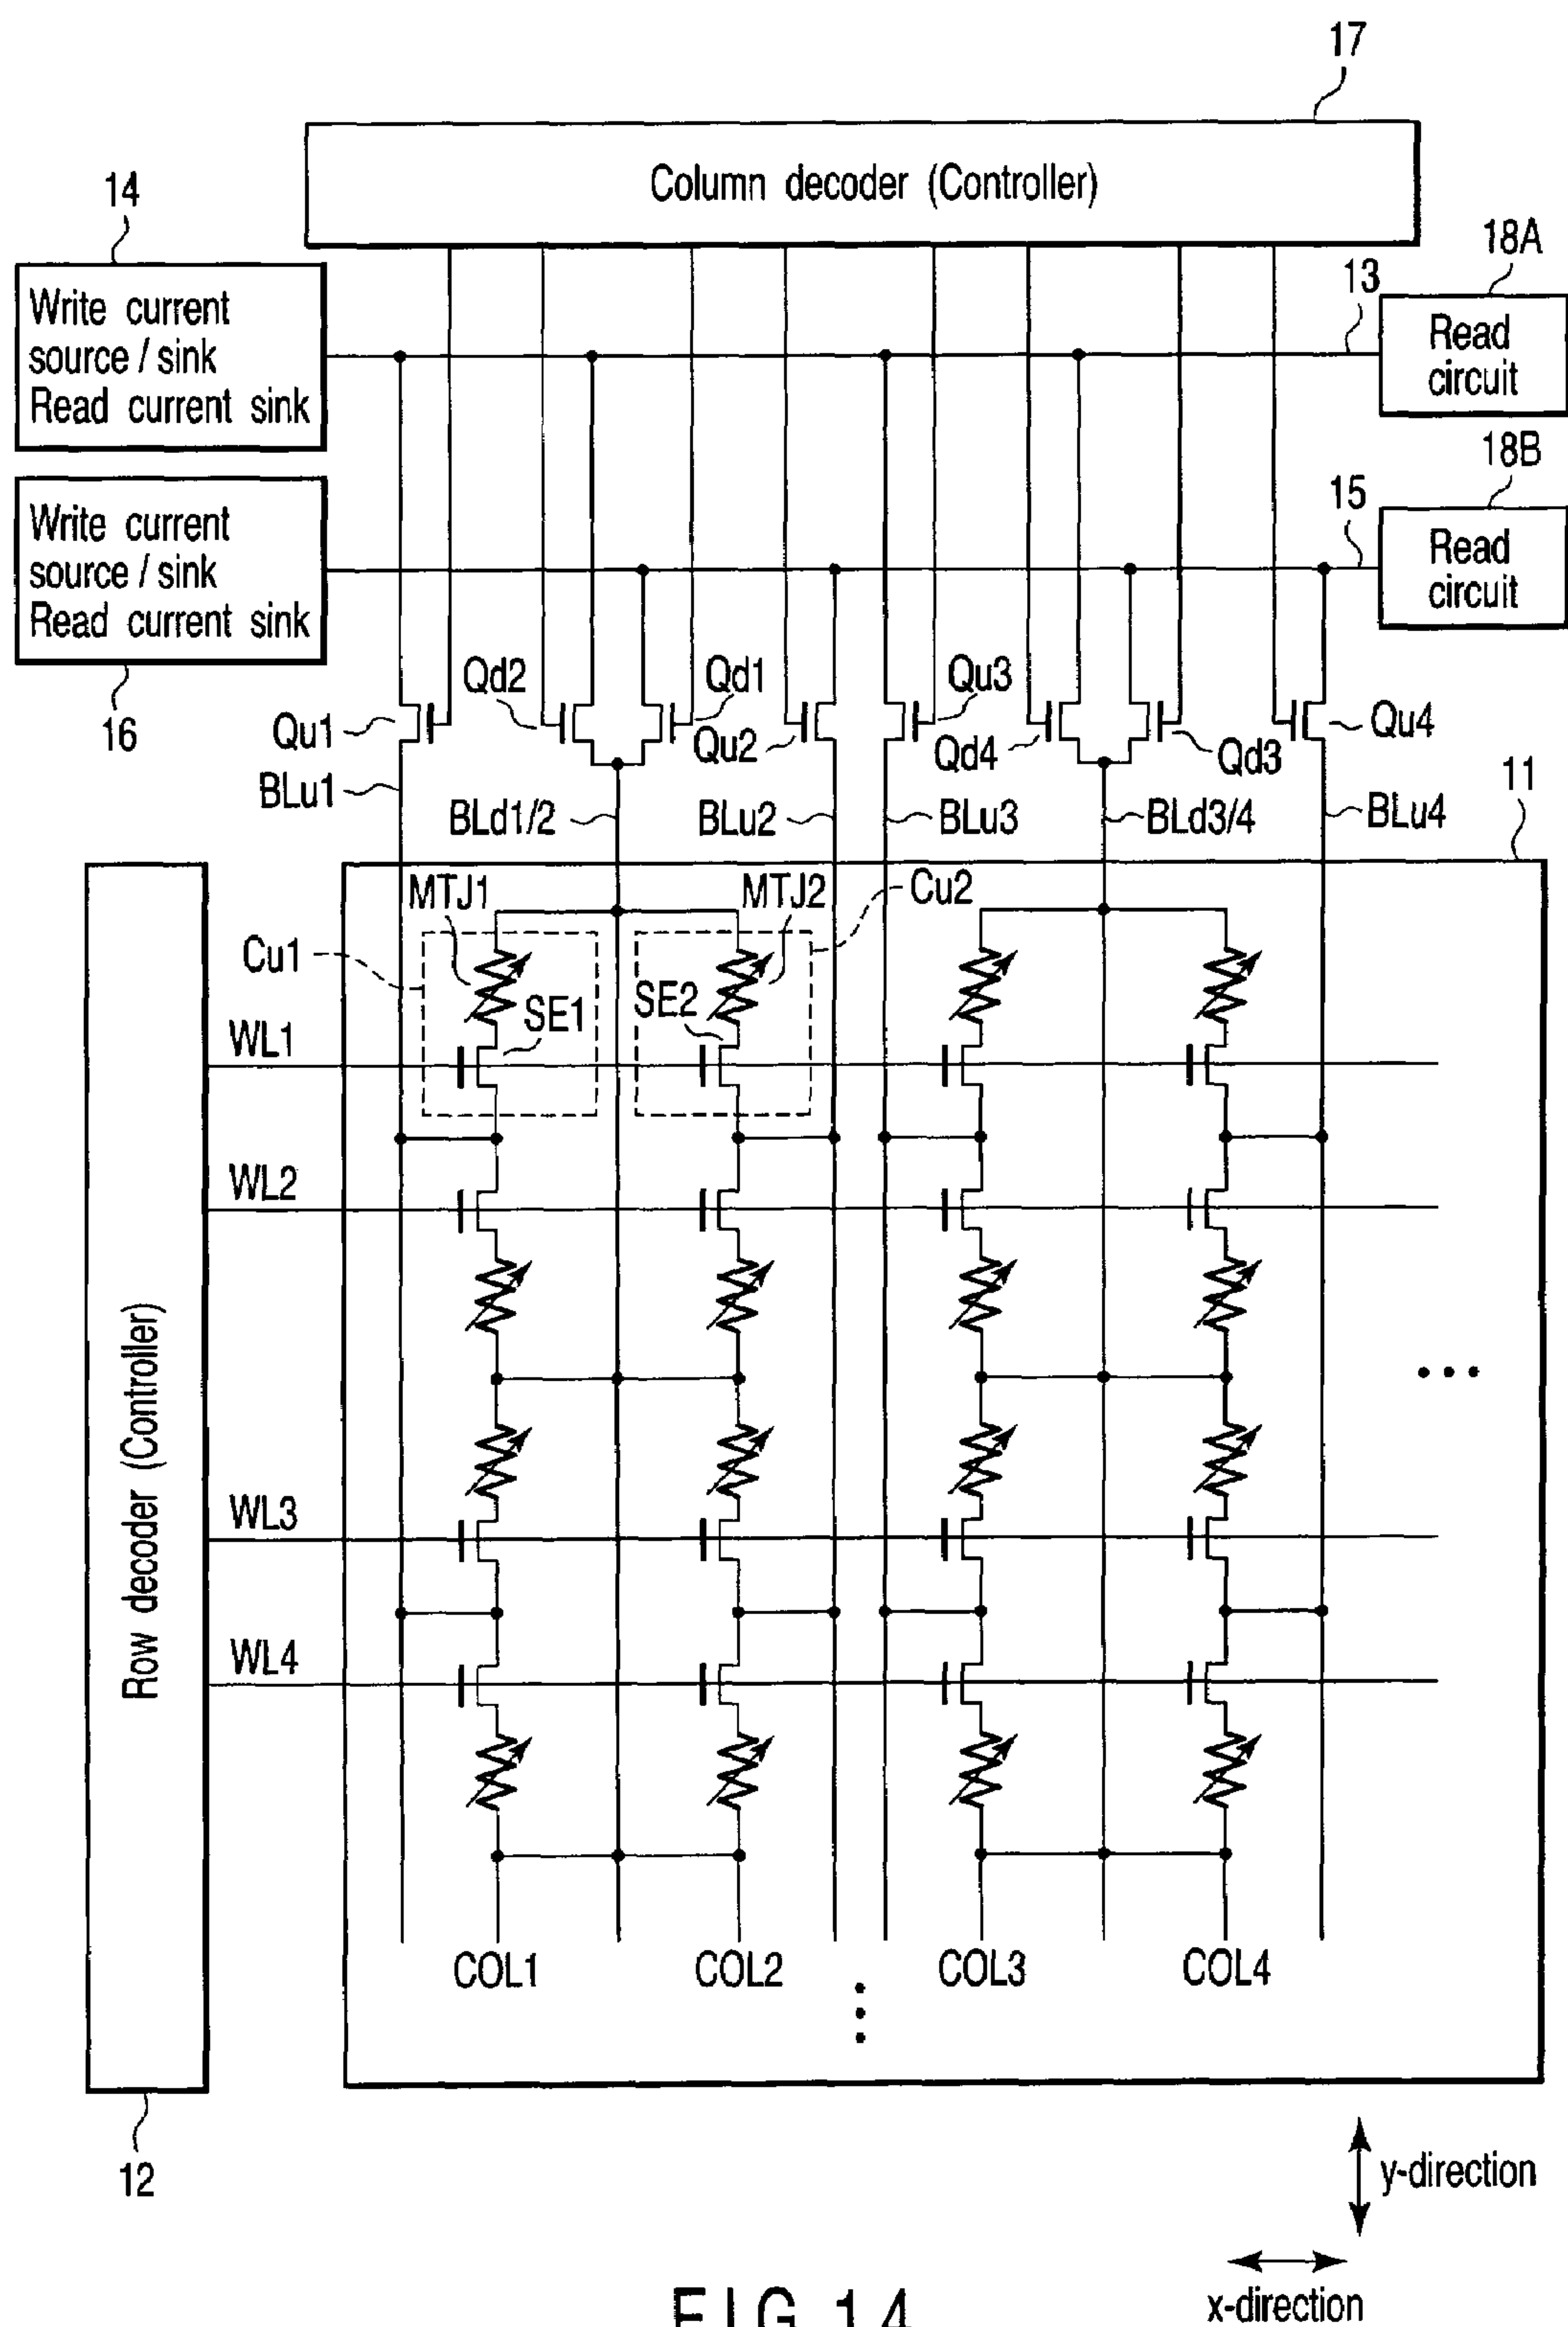 17
Column decoder (Controller)
14
Write current
source / sink
Read current sink
18A
13
Read
circuit
18B
15
Write current
source / sink
Read current sink
Read
circuit
16
Qu1
Qd2
Qd1
Qu2
Qu3
Qd4
Qd3
Qu4
BLu1
BLd1/2
BLu2
BLu3
BLd3/4
BLu4
11
MTJ1
MTJ2
Cu2
Cu1
SE1
SE2
WL1
WL2
WL3
WL4
Row decoder (Controller)
COL1
COL2
COL3
COL4
12
y-direction
x-direction
FIG. 14